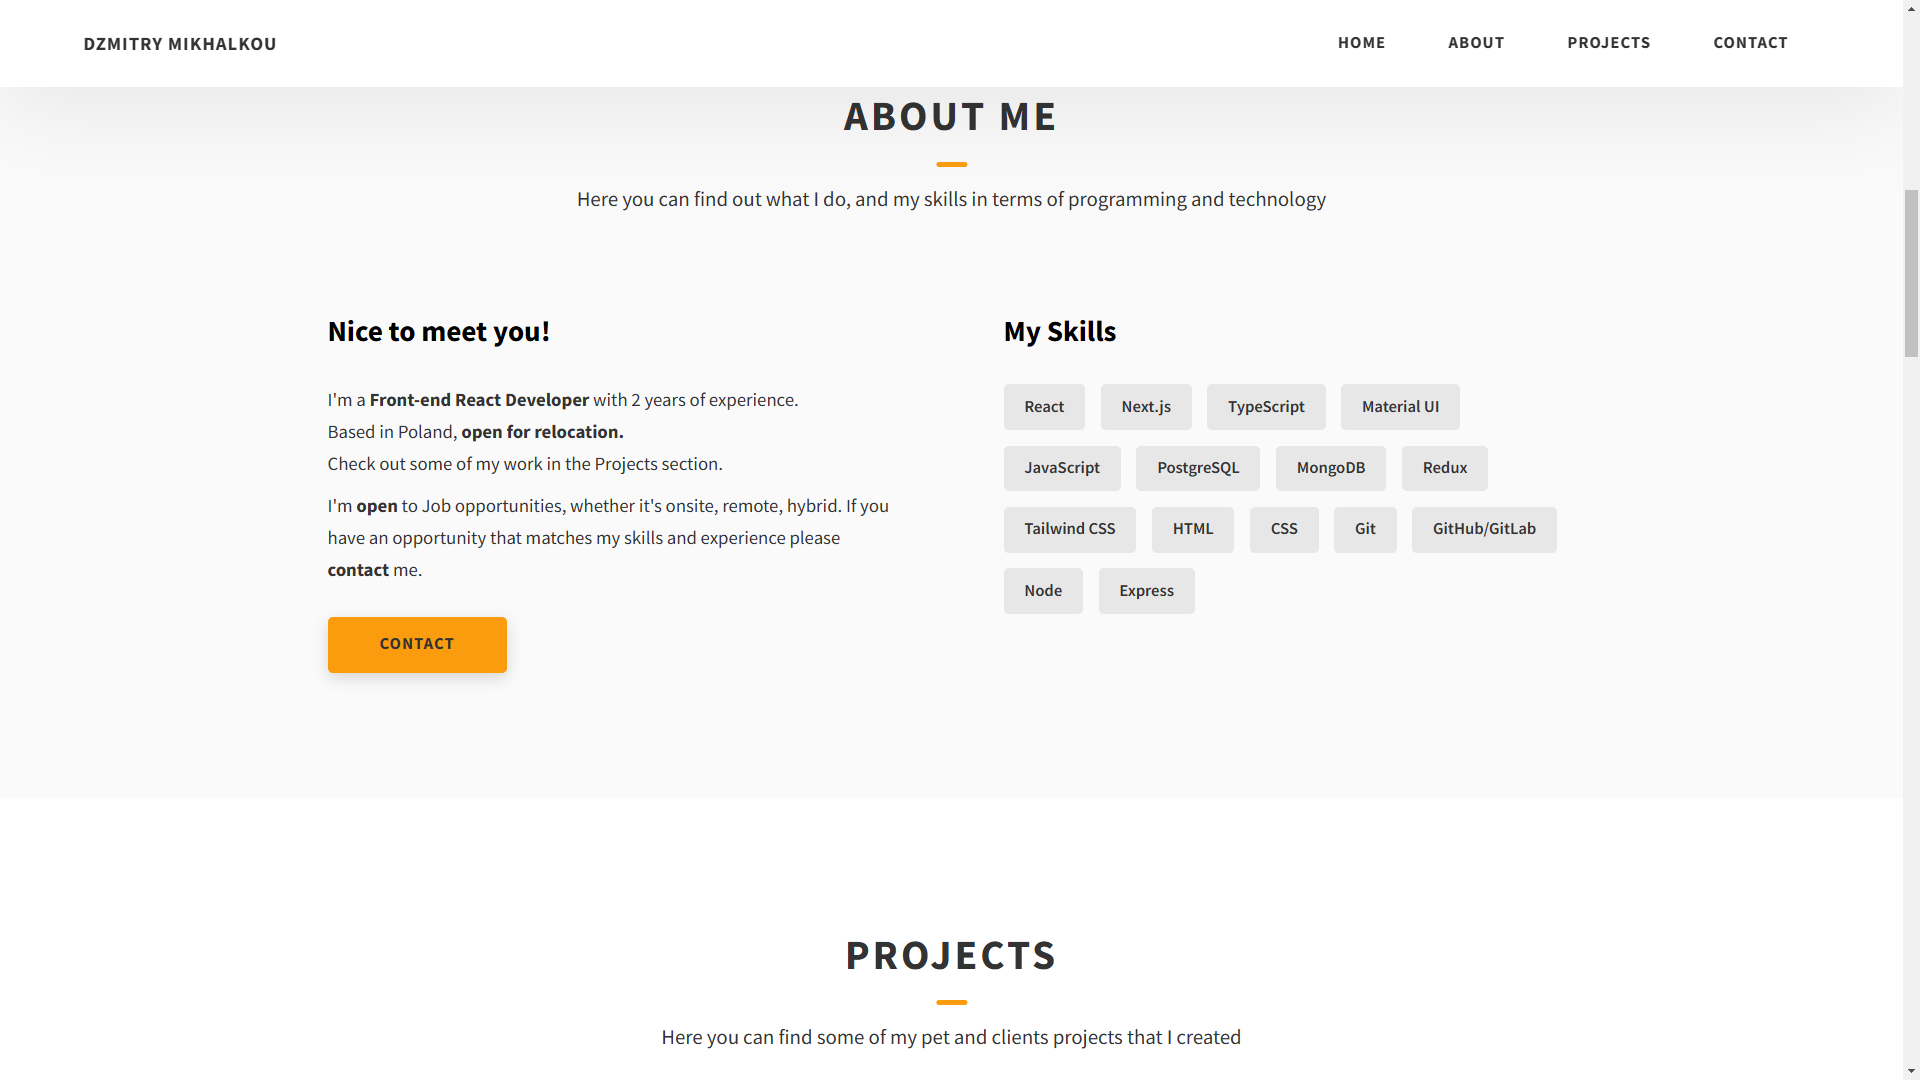 DZMITRY MIKHALKOU
HOME ABOUT PROJECTS CONTACT
ABOUT ME
Here you can find out what I do, and my skills in terms of programming and technology
Nice to meet you!
I'm a Front-end React Developer with 2 years of experience.
Based in Poland, open for relocation.
Check out some of my work in the Projects section.
I'm open to Job opportunities, whether it's onsite, remote, hybrid. If you
have an opportunity that matches my skills and experience please
contact me.
CONTACT
My Skills
React Next.js TypeScript Material UI
JavaScript PostgreSQL MongoDB Redux
Tailwind CSS HTML CSS Git GitHub/GitLab
Node Express
PROJECTS
Here you can find some of my pet and clients projects that I created